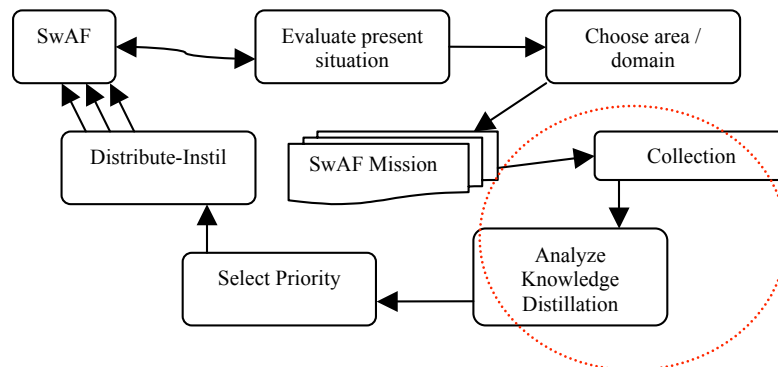 SwAF
Evaluate present
situation
Choose area /
domain
Distribute-Instil
SwAF Mission
Collection
Select Priority
Analyze
Knowledge
Distillation